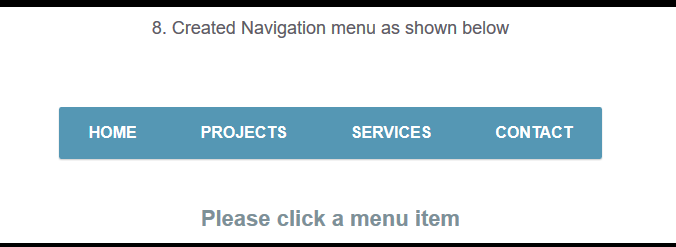 8. Created Navigation menu as shown below
HOME PROJECTS SERVICES CONTACT
Please click a menu item